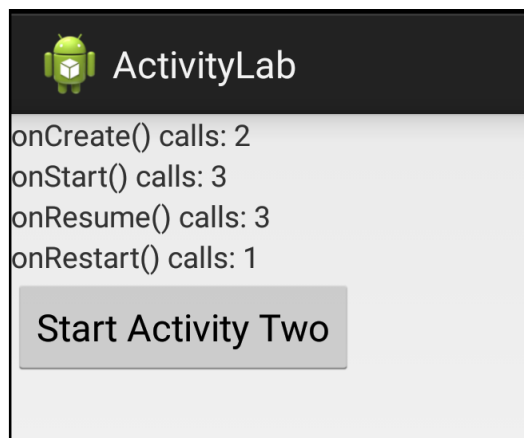 ActivityLab
onCreate() calls: 2
onStart() calls: 3
onResume() calls: 3
onRestart() calls: 1
Start Activity Two